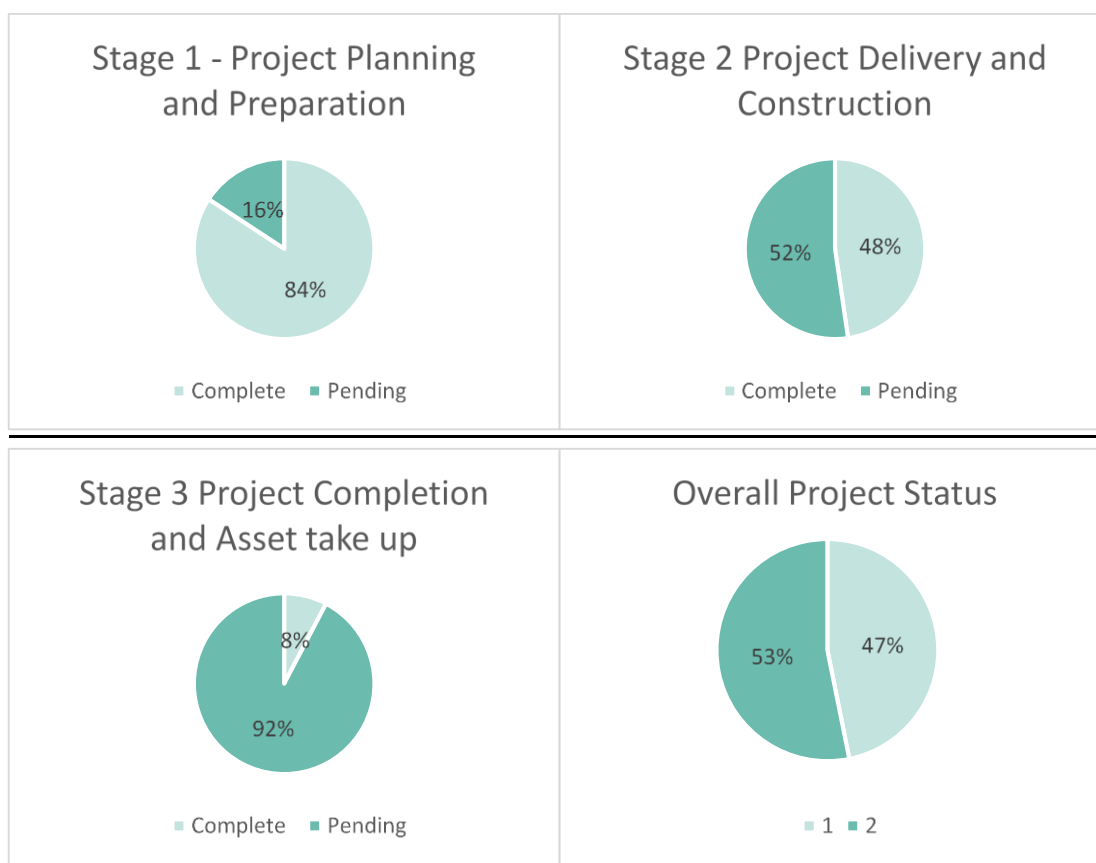 Stage 1 - Project Planning
and Preparation
16%
84%
Complete Pending
Stage 2 Project Delivery and
Construction
52%
48%
Complete Pending
Stage 3 Project Completion
and Asset take up
8%
92%
Complete Pending
Overall Project Status
53%
47%
1 2